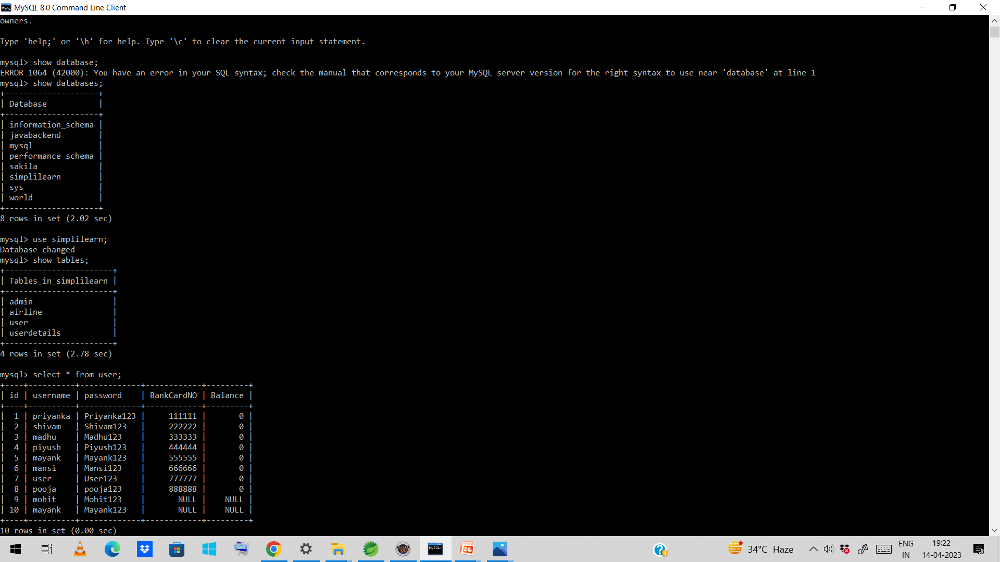 MySQL 8.0 Command Line Client
owners.
Type 'help;' or '\h' for help. Type '\c' to clear the current input statement.
mysql> show database;
ERROR 1064 (42000): You have an error in your SQL syntax; check the manual that corresponds to your MySQL server version for the right syntax to use near 'database' at line 1
mysql> show databases;
+--------------------+
| Database           |
+--------------------+
| information_schema |
| javabackend        |
| mysql              |
| performance_schema |
| sakila             |
| simplilearn        |
| sys                |
| world              |
+--------------------+
8 rows in set (2.02 sec)
mysql> use simplilearn;
Database changed
mysql> show tables;
+-----------------------+
| Tables_in_simplilearn |
+-----------------------+
| admin                 |
| airline               |
| user                  |
| userdetails           |
+-----------------------+
4 rows in set (2.78 sec)
mysql> select * from user;
+----+----------+-------------+------------+---------+
| id | username | password    | BankCardNO | Balance |
+----+----------+-------------+------------+---------+
|  1 | priyanka | Priyanka123 |     111111 |       0 |
|  2 | shivam   | Shivam123   |     222222 |       0 |
|  3 | madhu    | Madhu123    |     333333 |       0 |
|  4 | piyush   | Piyush123   |     444444 |       0 |
|  5 | mayank   | Mayank123   |     555555 |       0 |
|  6 | mansi    | Mansi123    |     666666 |       0 |
|  7 | user     | User123     |     777777 |       0 |
|  8 | pooja    | pooja123    |     888888 |       0 |
|  9 | mohit    | Mohit123    |       NULL |    NULL |
| 10 | mayank   | Mayank123   |       NULL |    NULL |
+----+----------+-------------+------------+---------+
10 rows in set (0.00 sec)
34°C Haze
ENG
IN
19:22
14-04-2023